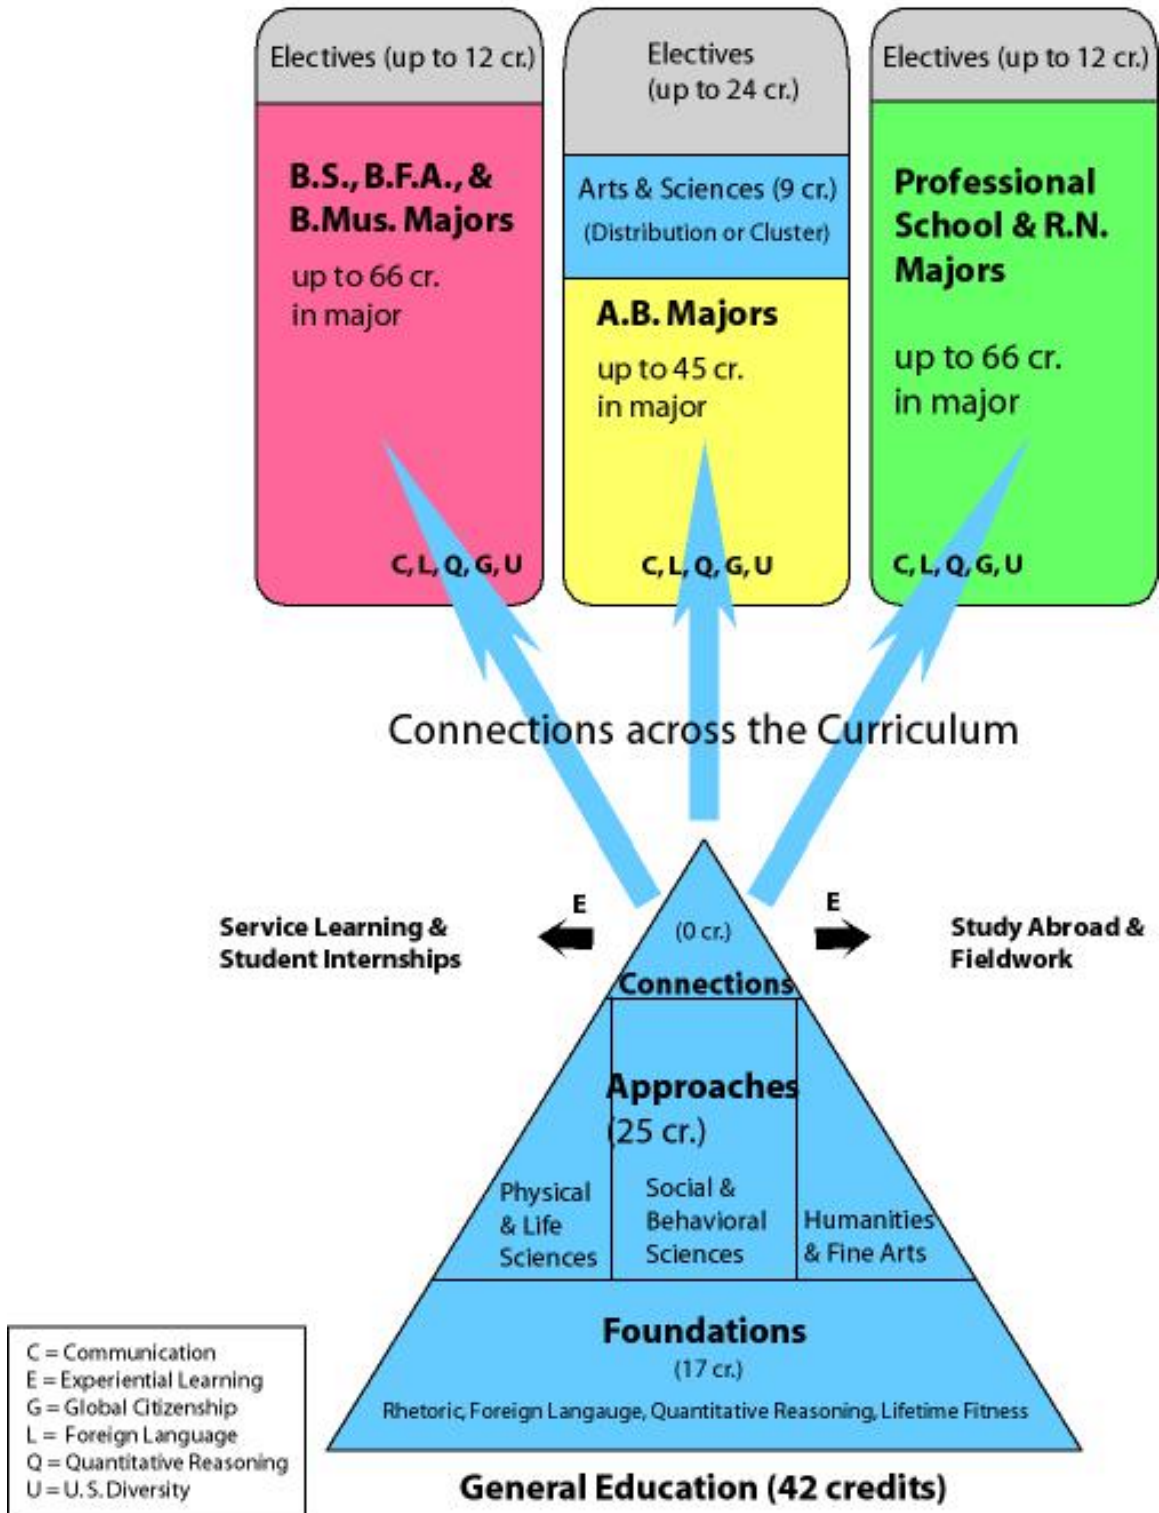 Electives (up to 12 cr.)
B.S., B.F.A., &
B.Mus. Majors
up to 66 cr.
in major
C, L, Q, G, U
Electives
(up to 24 cr.)
Arts & Sciences (9 cr.)
(Distribution or Cluster)
A.B. Majors
up to 45 cr.
in major
C, L, Q, G, U
Electives (up to 12 cr.)
Professional
School & R.N.
Majors
up to 66 cr.
in major
C, L, Q, G, U
Connections across the Curriculum
E
Service Learning &
Student Internships
E
Study Abroad &
Fieldwork
(0 cr.)
Connections
Approaches
(25 cr.)
Physical
& Life
Sciences
Social &
Behavioral
Sciences
Humanities
& Fine Arts
Foundations
(17 cr.)
Rhetoric, Foreign Langauge, Quantitative Reasoning, Lifetime Fitness
General Education (42 credits)
C = Communication
E = Experiential Learning
G = Global Citizenship
L = Foreign Language
Q = Quantitative Reasoning
U = U. S. Diversity